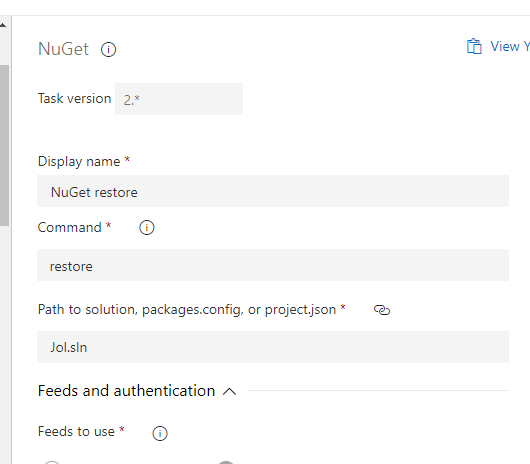 NuGet
View Y
Task version 2.*
Display name *
NuGet restore
Command *
restore
Path to solution, packages.config, or project.json *
Jol.sln
Feeds and authentication
Feeds to use *